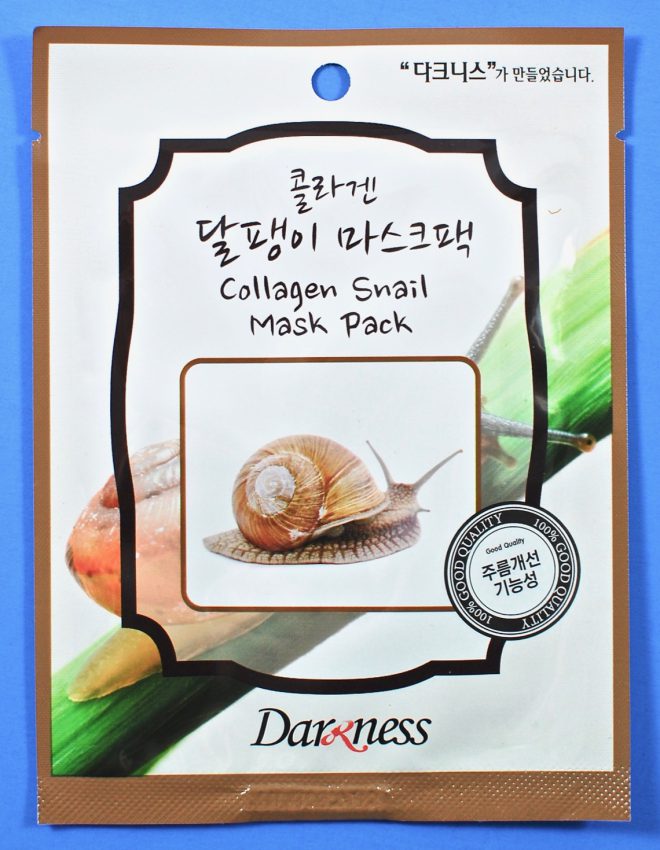 “다크니스”가 만들었습니다.
콜라겐
달팽이 마스크팩
Collagen Snail
Mask Pack
100% GOOD QUALITY
100% GOOD QUALITY
Good Quality
주름개선
기능성
Darkness